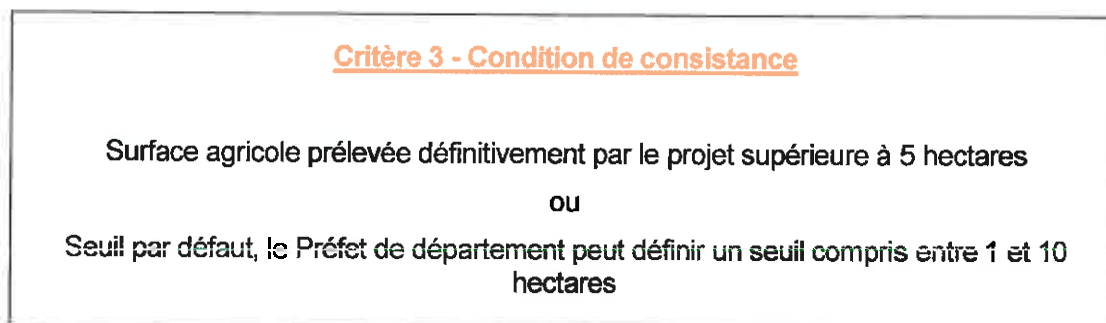 Critère 3 - Condition de consistance
Surface agricole prélevée définitivement par le projet supérieure à 5 hectares
ou
Seuil par défaut, le Préfet de département peut définir un seuil compris entre 1 et 10
hectares